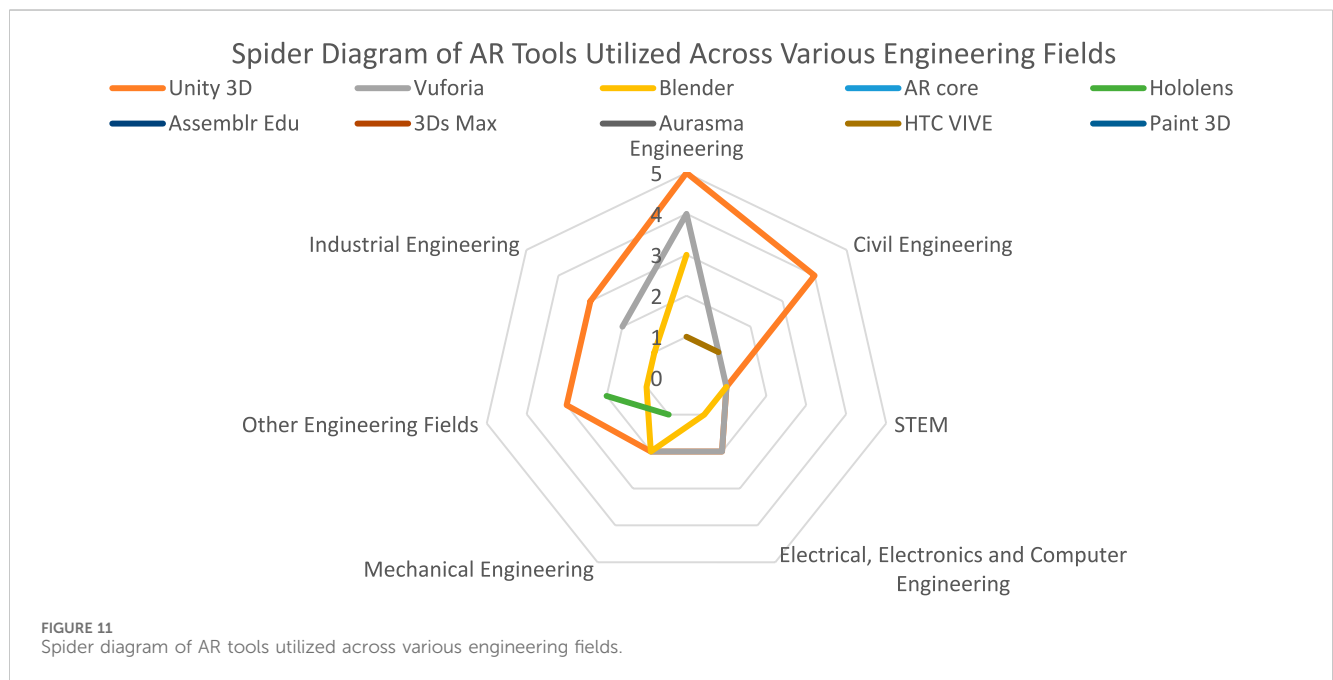 Spider Diagram of AR Tools Utilized Across Various Engineering Fields
Unity 3D Vuforia Blender AR core Hololens
Assemblr Edu 3Ds Max Aurasma HTC VIVE Paint 3D
Engineering
5
4
3
2
1
0
Industrial Engineering
Civil Engineering
Other Engineering Fields
STEM
Mechanical Engineering
Electrical, Electronics and Computer
Engineering
FIGURE 11
Spider diagram of AR tools utilized across various engineering fields.